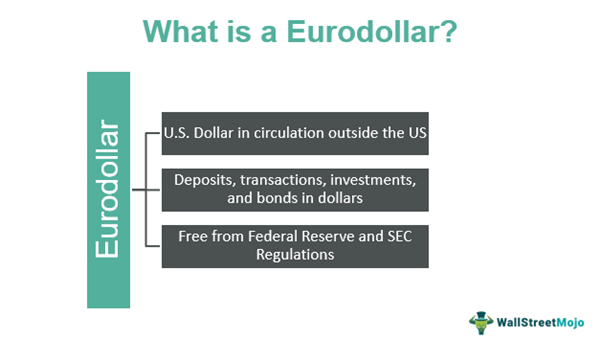 What is a Eurodollar?
Eurodollar
U.S. Dollar in circulation outside the US
Deposits, transactions, investments,
and bonds in dollars
Free from Federal Reserve and SEC
Regulations
WallStreetMojo